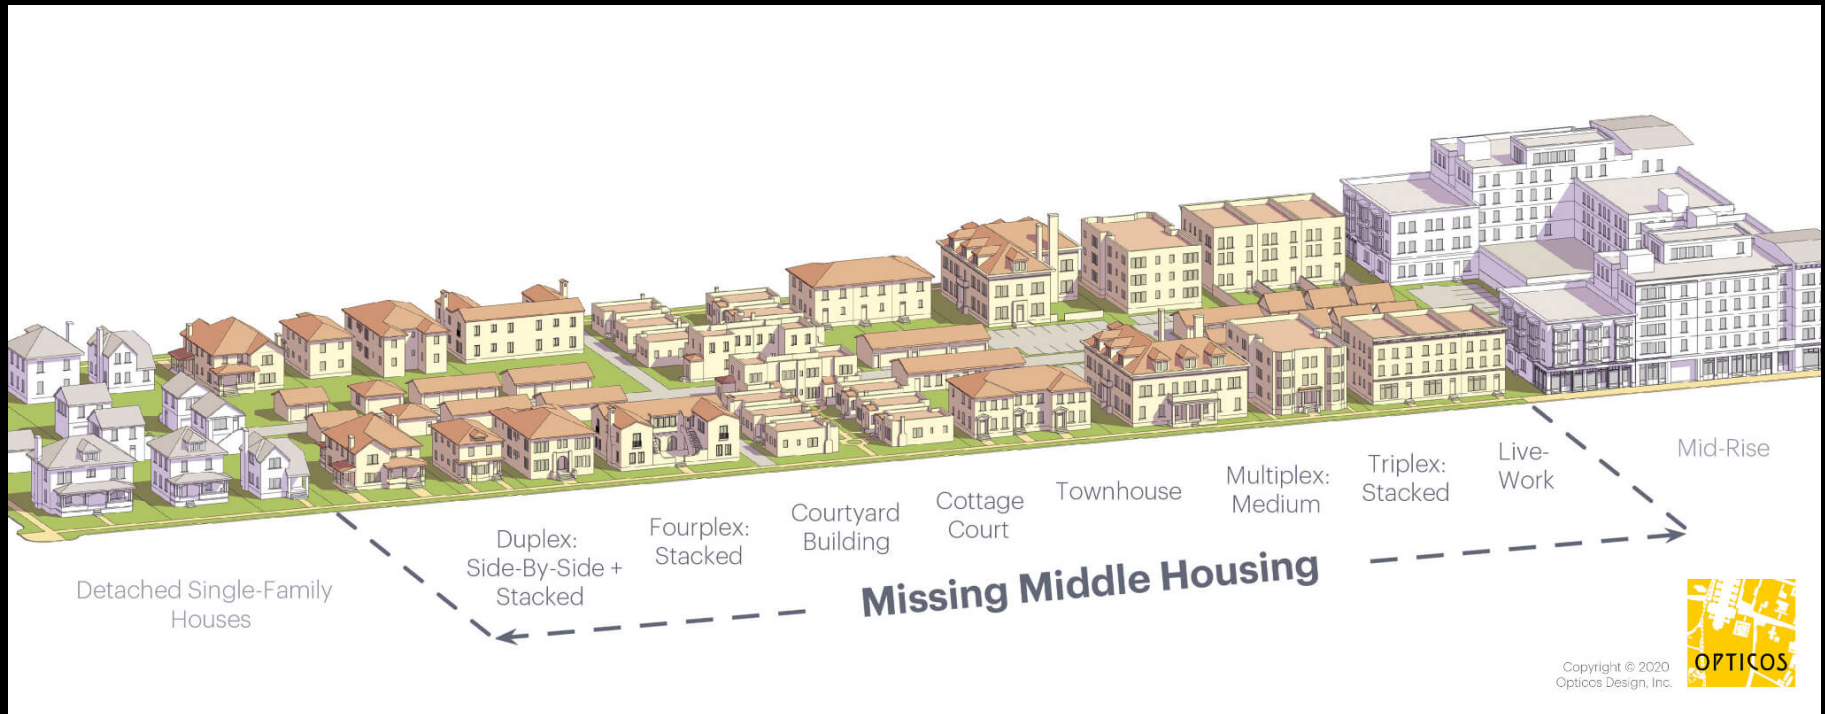 Detached Single-Family
Houses
Duplex:
Side-By-Side +
Stacked
Fourplex:
Stacked
Courtyard
Building
Cottage
Court
Townhouse
Multiplex:
Medium
Triplex:
Stacked
Live-
Work
Mid-Rise
Missing Middle Housing
Copyright © 2020
Opticos Design, Inc.
OPTICOS